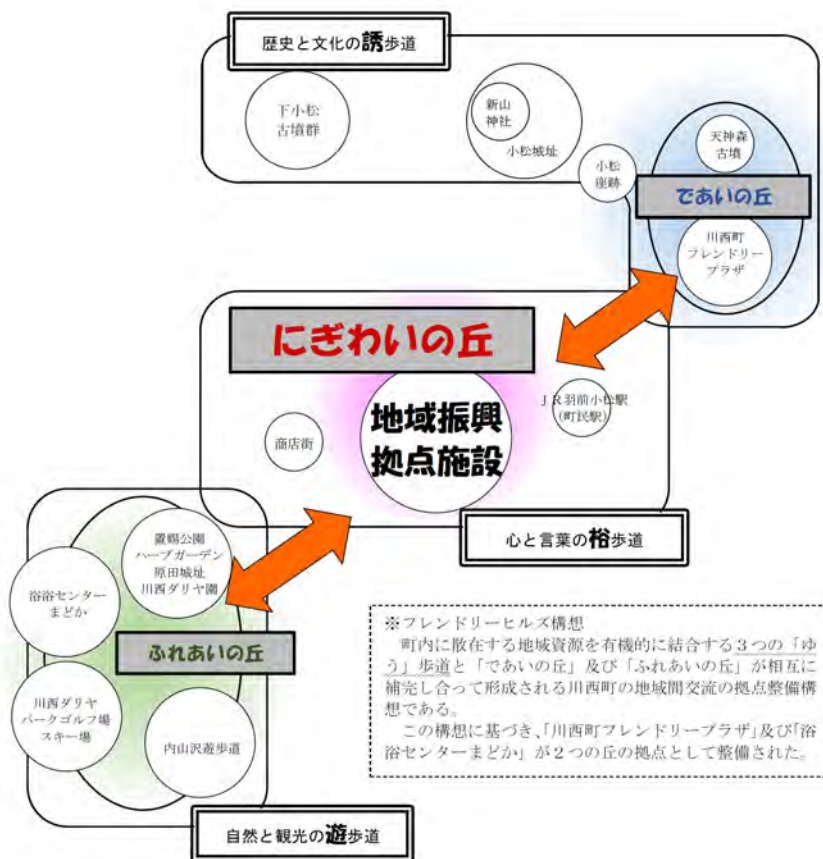 歴史と文化の誘歩道
下小松
古墳群
新山
神社
小松城址
小松
座跡
天神森
古墳
であいの丘
川西町
フレンドリー
プラザ
にぎわいの丘
地域振興
拠点施設
商店街
JR羽前小松駅
(町民駅)
心と言葉の裕歩道
置賜公園
ハーブガーデン
原田城址
川西ダリヤ園
浴浴センター
まどか
ふれあいの丘
川西ダリヤ
パークゴルフ場
スキー場
内山沢遊歩道
自然と観光の遊歩道
※フレンドリーヒルズ構想
町内に散在する地域資源を有機的に結合する3つの「ゆ
う」歩道と「であいの丘」及び「ふれあいの丘」が相互に
補完し合って形成される川西町の地域間交流の拠点整備構
想である。
この構想に基づき、「川西町フレンドリープラザ」及び「浴
浴センターまどか」が2つの丘の拠点として整備された。